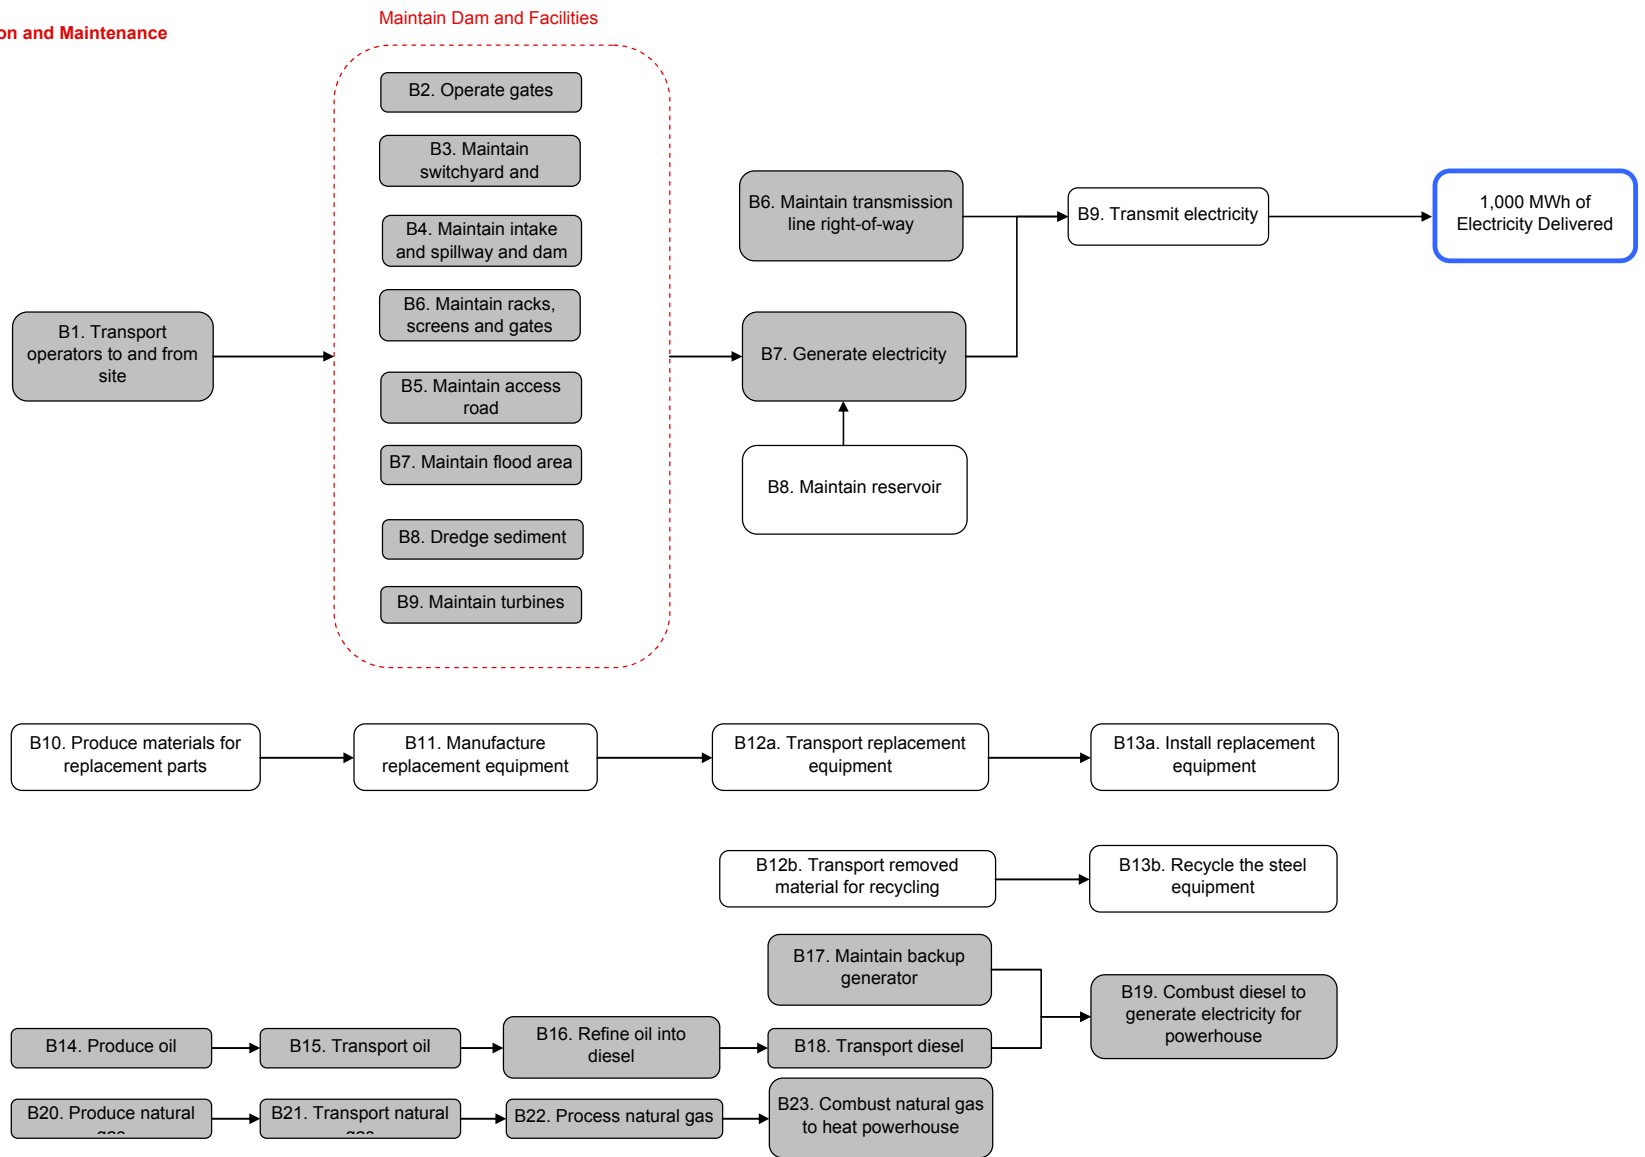 Maintain Dam and Facilities
on and Maintenance
B2. Operate gates
B3. Maintain
switchyard and
B4. Maintain intake
and spillway and dam
B6. Maintain racks,
screens and gates
B5. Maintain access
road
B7. Maintain flood area
B8. Dredge sediment
B9. Maintain turbines
B1. Transport
operators to and from
site
B6. Maintain transmission
line right-of-way
B7. Generate electricity
B8. Maintain reservoir
B9. Transmit electricity
1,000 MWh of
Electricity Delivered
B10. Produce materials for
replacement parts
B11. Manufacture
replacement equipment
B12a. Transport replacement
equipment
B13a. Install replacement
equipment
B12b. Transport removed
material for recycling
B13b. Recycle the steel
equipment
B17. Maintain backup
generator
B19. Combust diesel to
generate electricity for
powerhouse
B14. Produce oil
B15. Transport oil
B16. Refine oil into
diesel
B18. Transport diesel
B20. Produce natural
B21. Transport natural
B22. Process natural gas
B23. Combust natural gas
to heat powerhouse